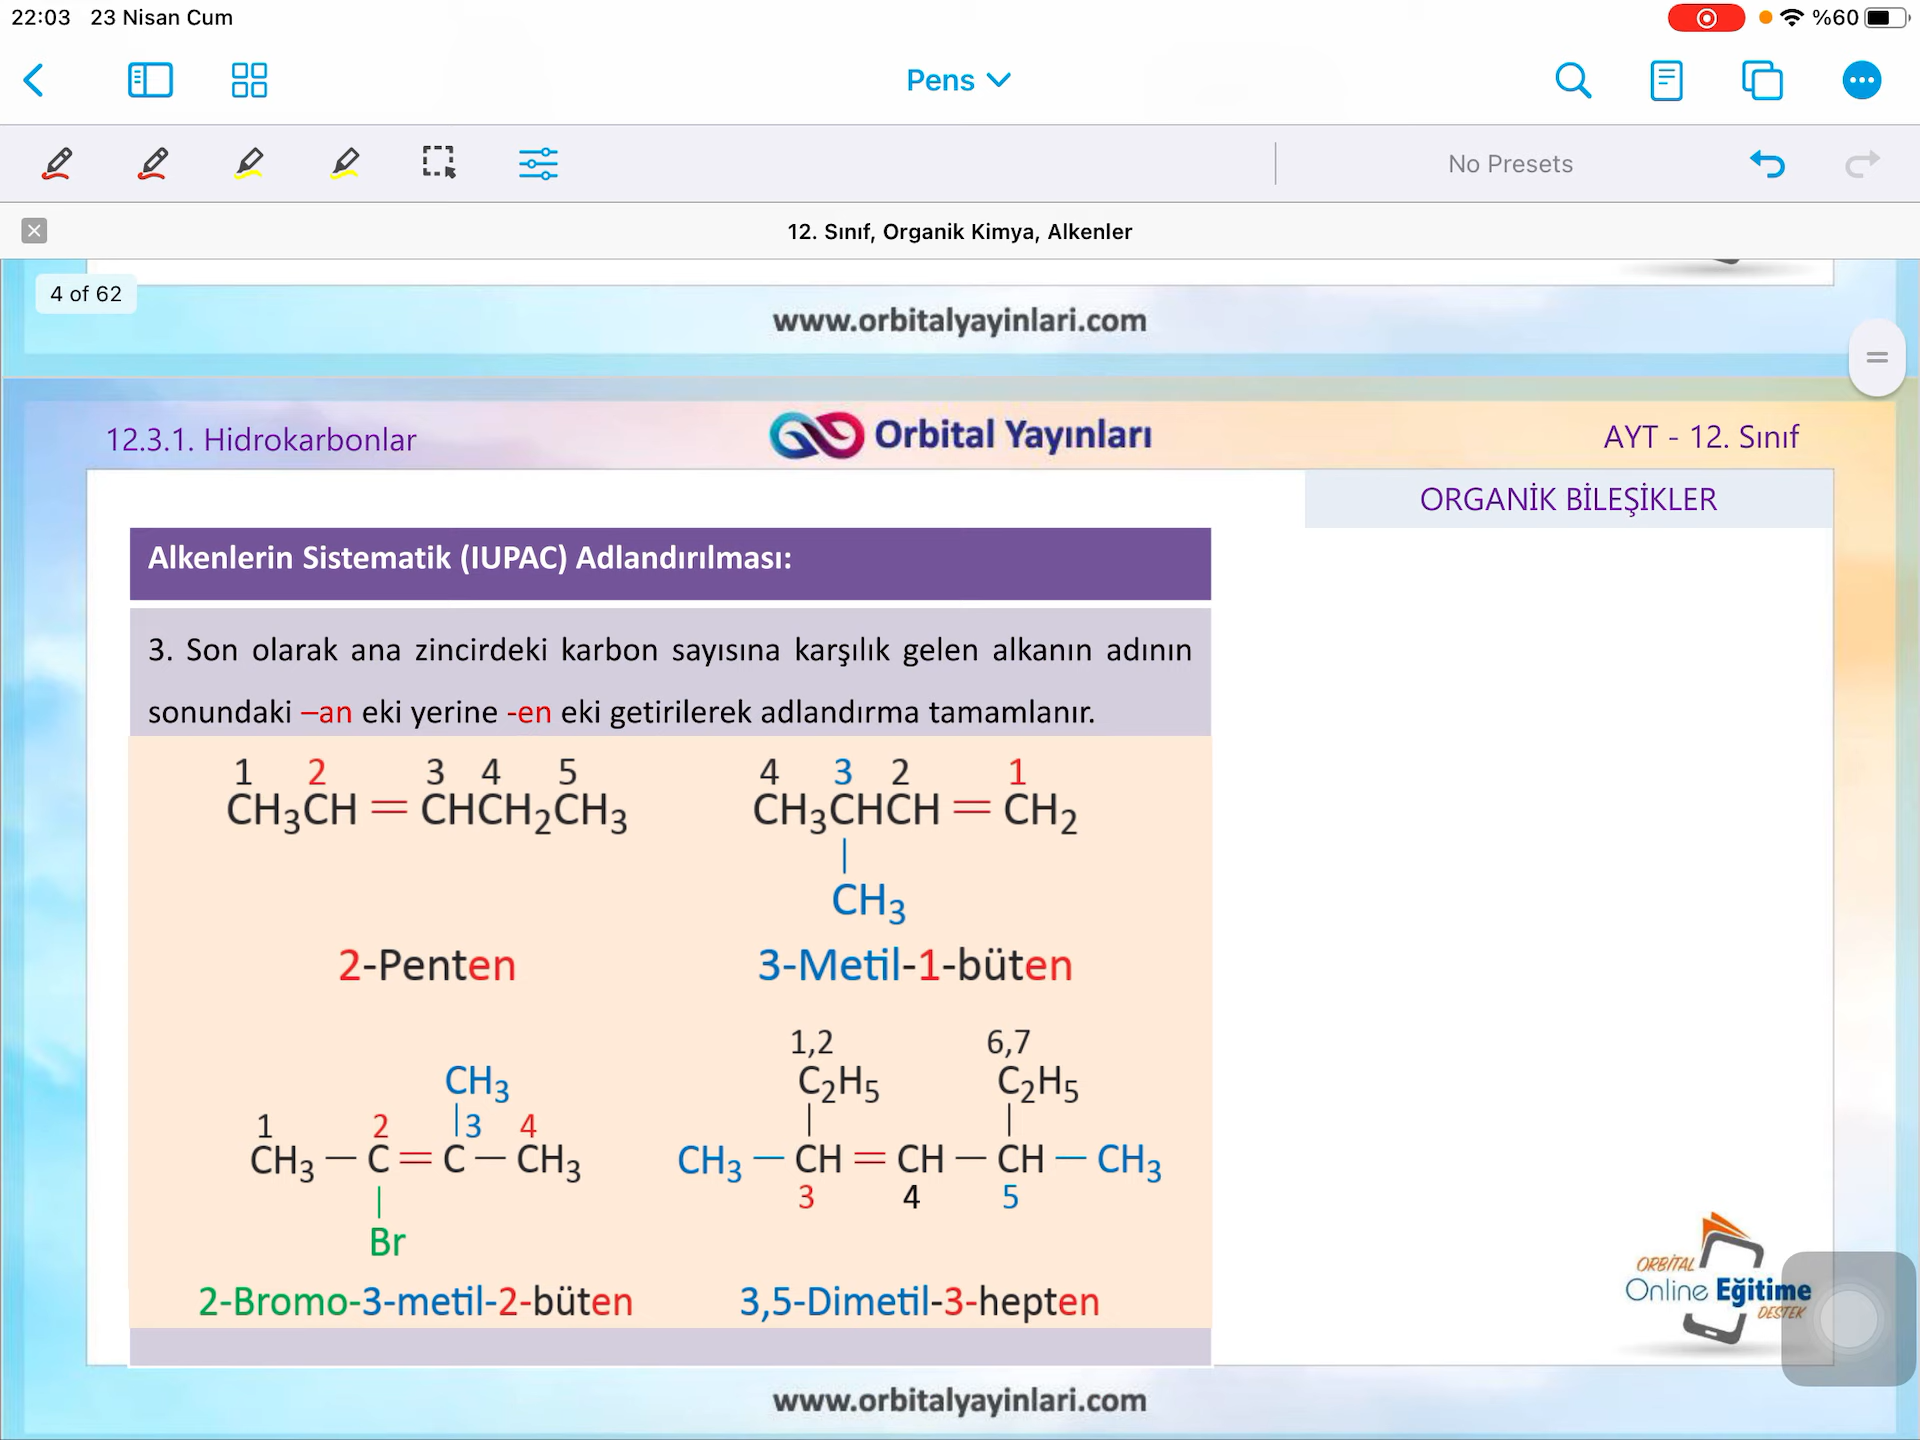 22:03 23 Nisan Cum
%60
Pens
No Presets
12. Sınıf, Organik Kimya, Alkenler
4 of 62
www.orbitalyayinlari.com
12.3.1. Hidrokarbonlar
Orbital Yayınları
AYT - 12. Sınıf
ORGANİK BİLEŞİKLER
Alkenlerin Sistematik (IUPAC) Adlandırılması:
3. Son olarak ana zincirdeki karbon sayısına karşılık gelen alkanın adının
sonundaki –an eki yerine -en eki getirilerek adlandırma tamamlanır.
1 2 3 4 5
CH₃CH = CHCH₂CH₃
4 3 2 1
CH₃CHCH = CH₂
|
CH₃
2-Penten
3-Metil-1-büten
CH₃
1 2 |3 4
CH₃ — C = C — CH₃
|
Br
2-Bromo-3-metil-2-büten
1,2 6,7
C₂H₅ C₂H₅
| |
CH₃ — CH = CH — CH — CH₃
3 4 5
3,5-Dimetil-3-hepten
ORBİTAL
Online Eğitime
DESTEK
www.orbitalyayinlari.com